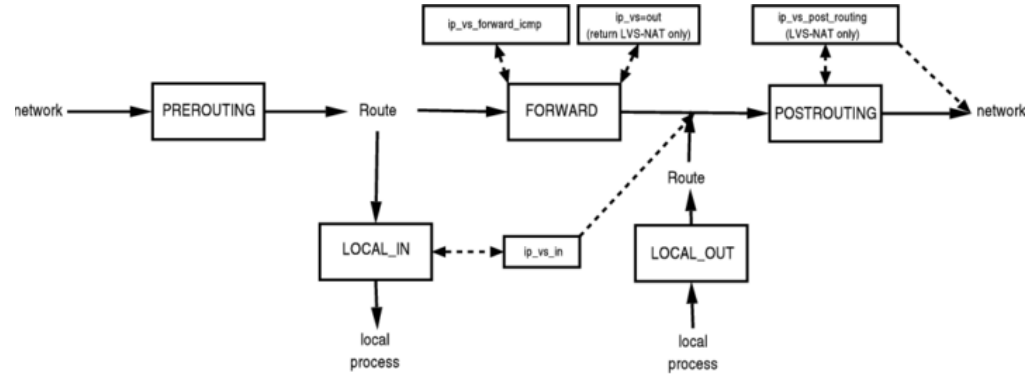 ip_vs_forward_icmp
ip_vs=out
(return LVS-NAT only)
ip_vs_post_routing
(LVS-NAT only)
network
PREROUTING
Route
FORWARD
POSTROUTING
network
Route
LOCAL_IN
ip_vs_in
LOCAL_OUT
local
process
local
process